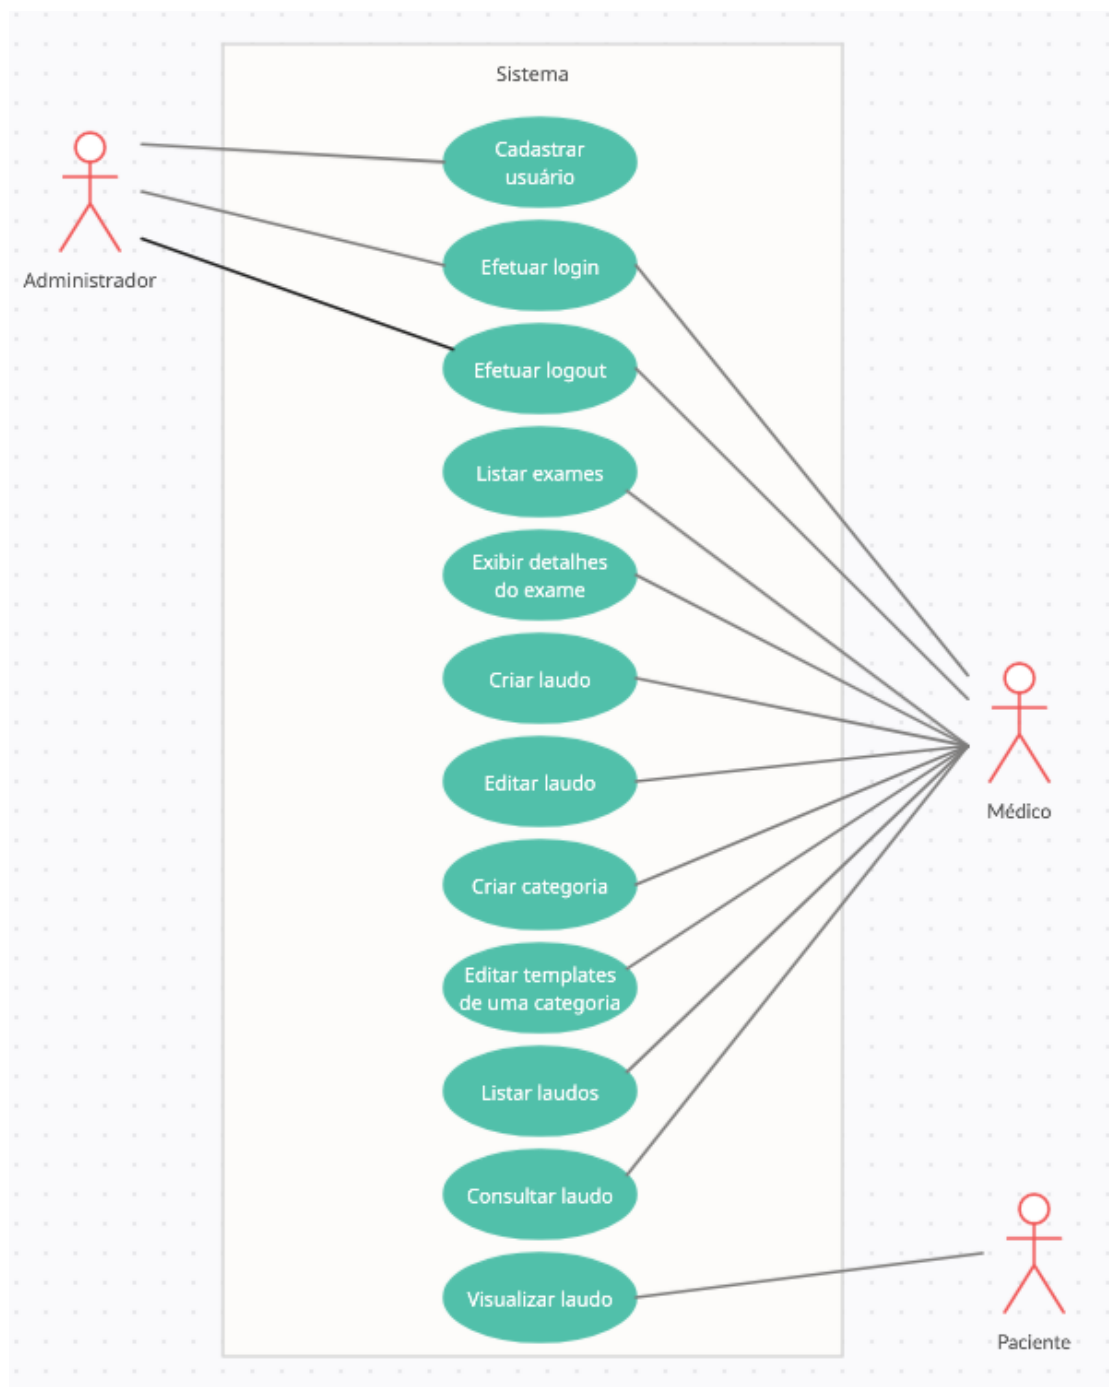 Sistema
Cadastrar
usuário
Efetuar login
Administrador
Efetuar logout
Listar exames
Exibir detalhes
do exame
Criar laudo
Editar laudo
Médico
Criar categoria
Editar templates
de uma categoria
Listar laudos
Consultar laudo
Visualizar laudo
Paciente